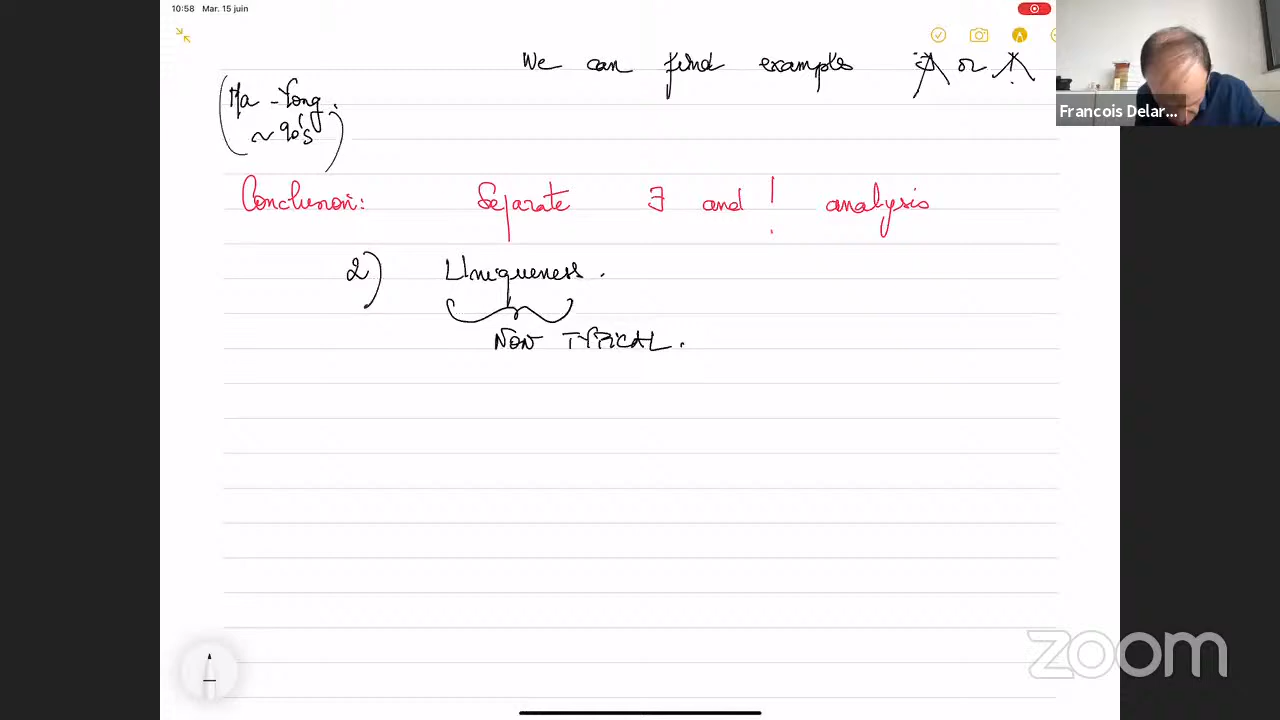 10:58 Mar. 15 juin
We can find examples ∄ or !̸
(Ma-Yong
~ 90's)
Francois Delar...
Conclusion: Separate ∃ and ! analysis
2) Uniqueness.
NON TYPICAL.
zoom